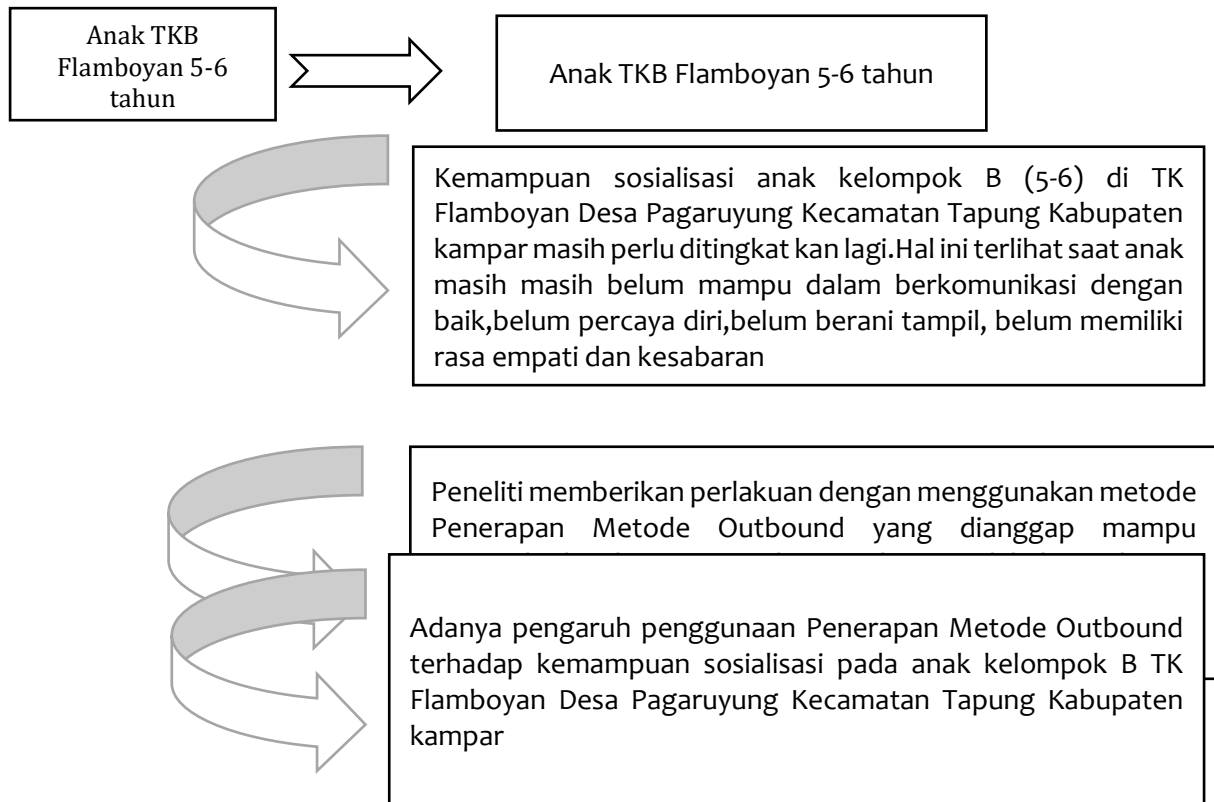 Anak TKB
Flamboyan 5-6
tahun
Anak TKB Flamboyan 5-6 tahun
Kemampuan sosialisasi anak kelompok B (5-6) di TK
Flamboyan Desa Pagaruyung Kecamatan Tapung Kabupaten
kampar masih perlu ditingkat kan lagi.Hal ini terlihat saat anak
masih masih belum mampu dalam berkomunikasi dengan
baik,belum percaya diri,belum berani tampil, belum memiliki
rasa empati dan kesabaran
Peneliti memberikan perlakuan dengan menggunakan metode
Penerapan Metode Outbound yang dianggap mampu
Adanya pengaruh penggunaan Penerapan Metode Outbound
terhadap kemampuan sosialisasi pada anak kelompok B TK
Flamboyan Desa Pagaruyung Kecamatan Tapung Kabupaten
kampar